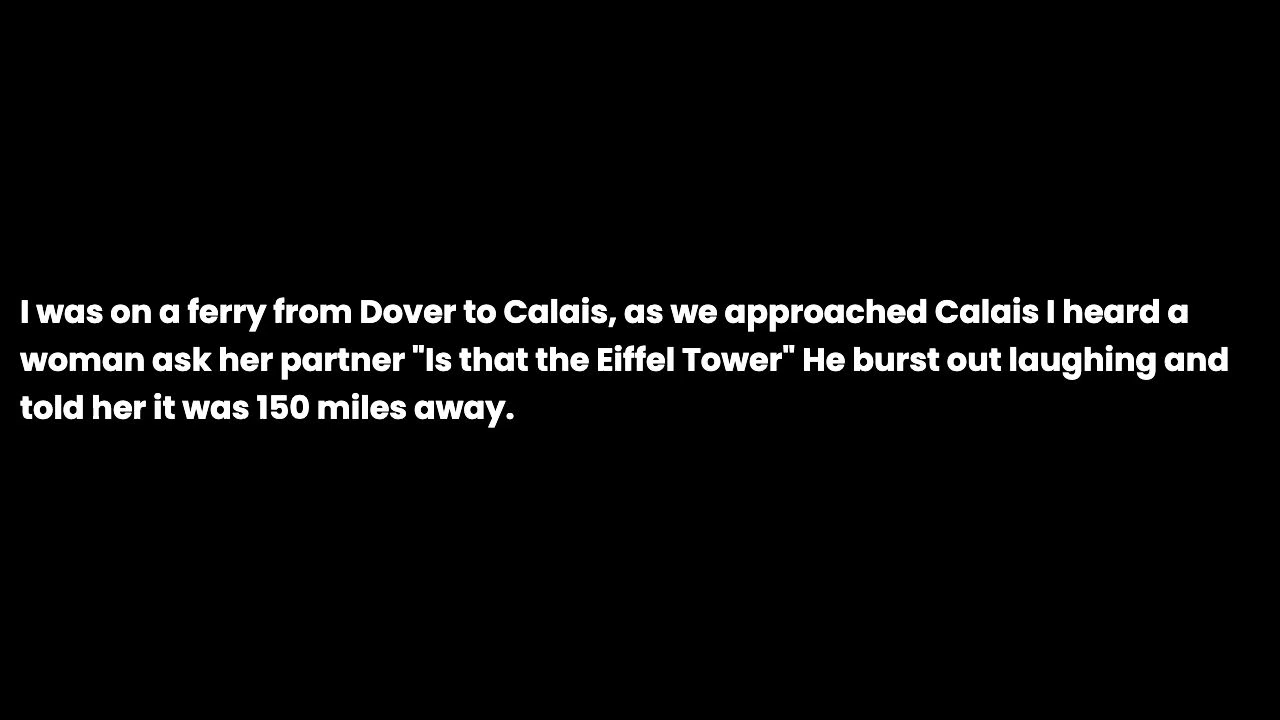 I was on a ferry from Dover to Calais, as we approached Calais I heard a
woman ask her partner "Is that the Eiffel Tower" He burst out laughing and
told her it was 150 miles away.